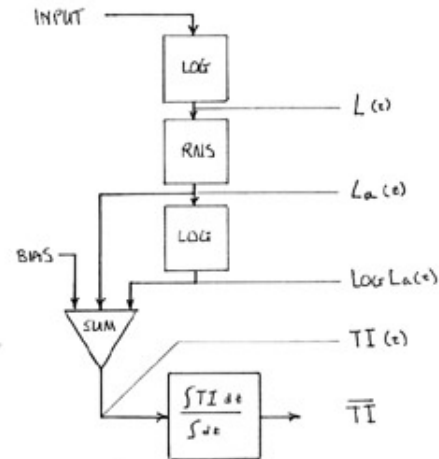 INPUT
LOG
L(t)
RMS
La(t)
LOG
BIAS
LOG La(t)
SUM
TI(t)
∫TI dt
∫dt
TI